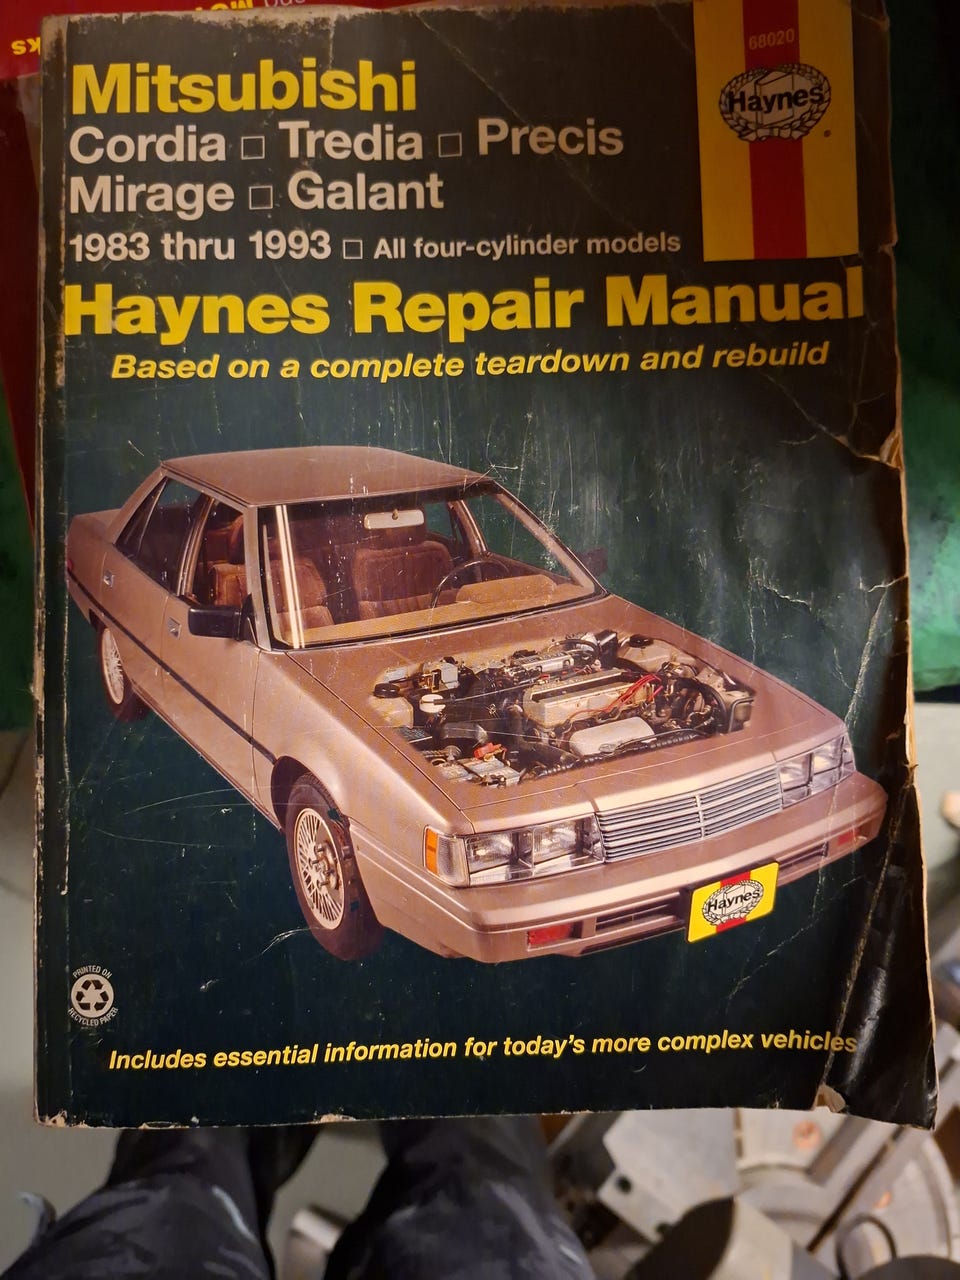 68020
Haynes
Mitsubishi
Cordia □ Tredia □ Precis
Mirage □ Galant
1983 thru 1993 □ All four-cylinder models
Haynes Repair Manual
Based on a complete teardown and rebuild
Haynes
PRINTED ON
RECYCLED PAPER
Includes essential information for today's more complex vehicles